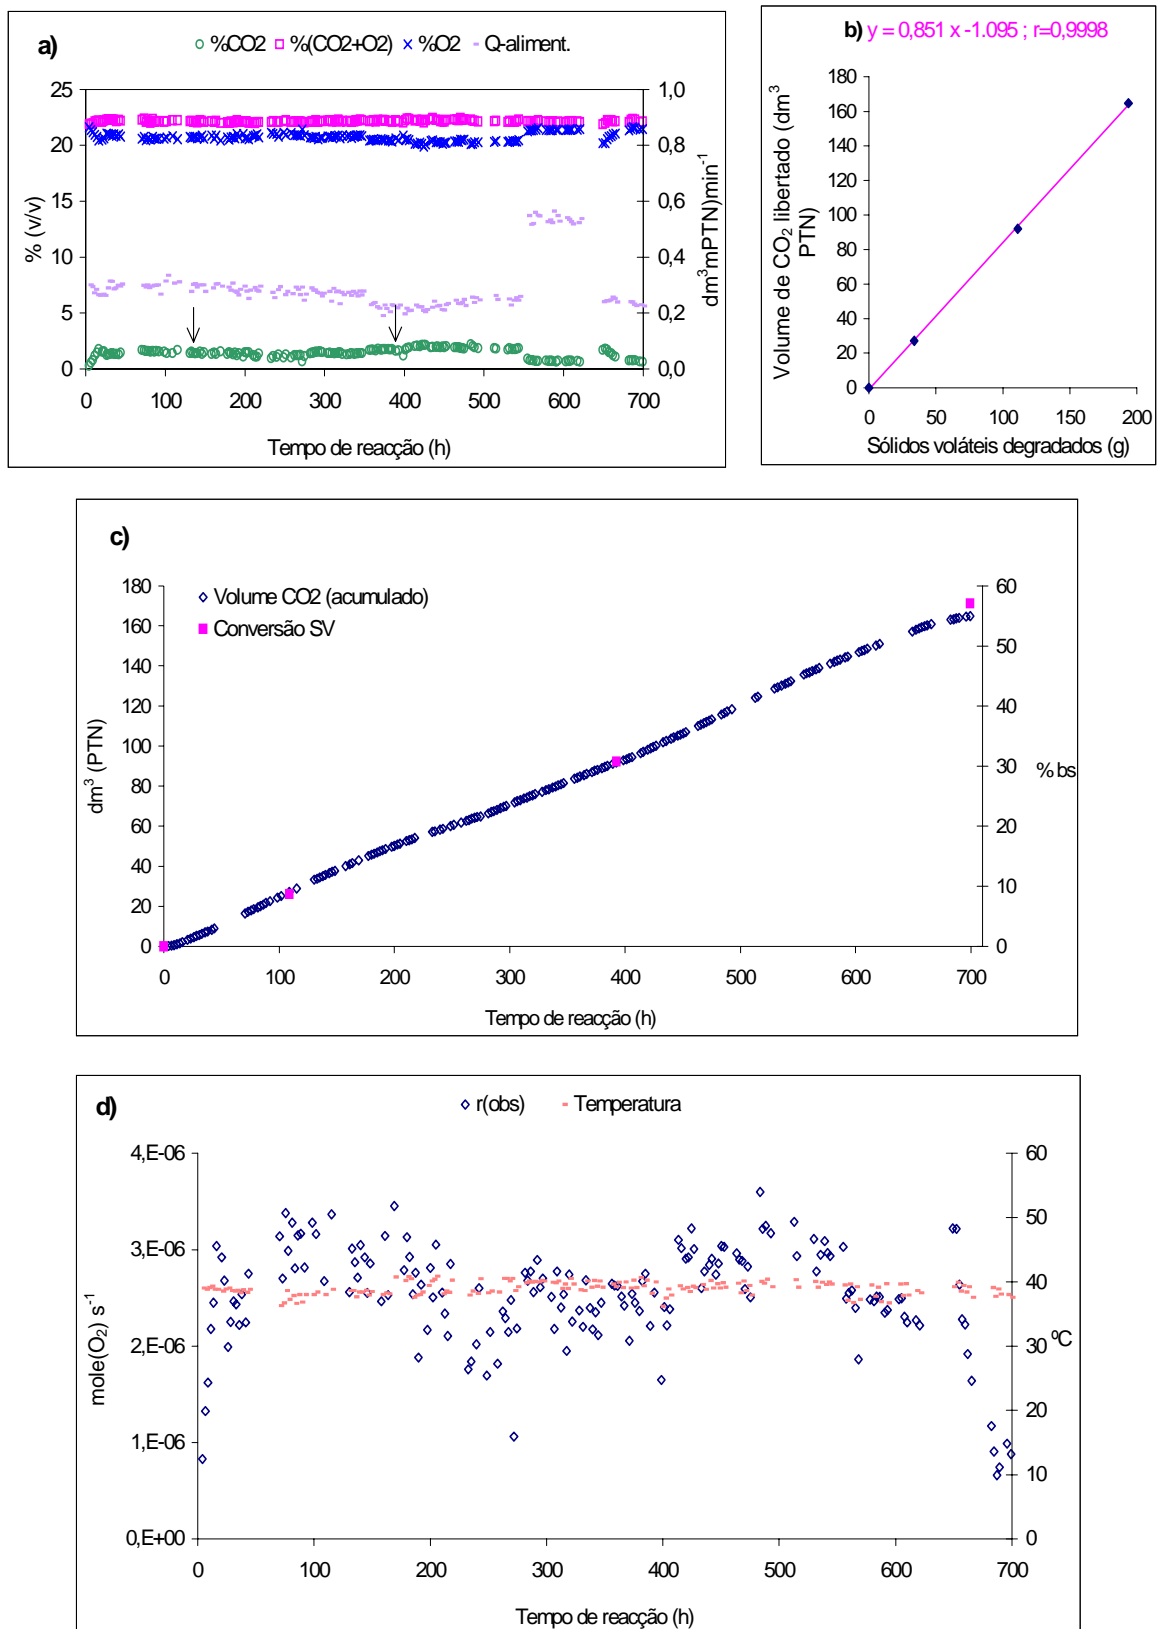 a)
%CO2 %(CO2+O2) %O2 Q-aliment.
25
20
15
10
5
0
% (v/v)
1,0
0,8
0,6
0,4
0,2
0,0
dm³mPTN)min⁻¹
0 100 200 300 400 500 600 700
Tempo de reacção (h)
b) y = 0,851 x -1.095 ; r=0,9998
180
160
140
120
100
80
60
40
20
0
Volume de CO₂ libertado (dm³
PTN)
0 50 100 150 200
Sólidos voláteis degradados (g)
c)
Volume CO2 (acumulado)
Conversão SV
180
160
140
120
100
80
60
40
20
0
dm³ (PTN)
60
50
40
30
20
10
0
% bs
0 100 200 300 400 500 600 700
Tempo de reacção (h)
d)
r(obs) Temperatura
4,E-06
3,E-06
2,E-06
1,E-06
0,E+00
mole(O₂) s⁻¹
60
50
40
30
20
10
0
ºC
0 100 200 300 400 500 600 700
Tempo de reacção (h)